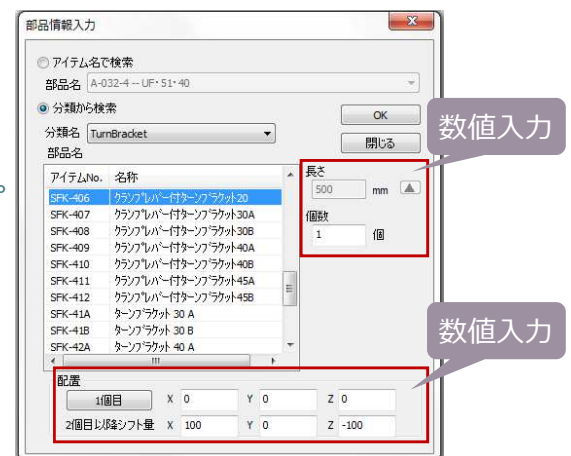 部品情報入力
アイテム名で検索
部品名 A-032-4 -- UF・S1・40
分類から検索
分類名 TurnBracket
部品名
OK
閉じる
数値入力
アイテムNo. 名称
SFK-406 クランプレバー付ターンブラケット20
SFK-407 クランプレバー付ターンブラケット30A
SFK-408 クランプレバー付ターンブラケット30B
SFK-409 クランプレバー付ターンブラケット40A
SFK-410 クランプレバー付ターンブラケット40B
SFK-411 クランプレバー付ターンブラケット45A
SFK-412 クランプレバー付ターンブラケット45B
SFK-41A ターンブラケット 30 A
SFK-41B ターンブラケット 30 B
SFK-42A ターンブラケット 40 A
長さ
500 mm
個数
1 個
数値入力
配置
1個目 X 0 Y 0 Z 0
2個目以降シフト量 X 100 Y 0 Z -100